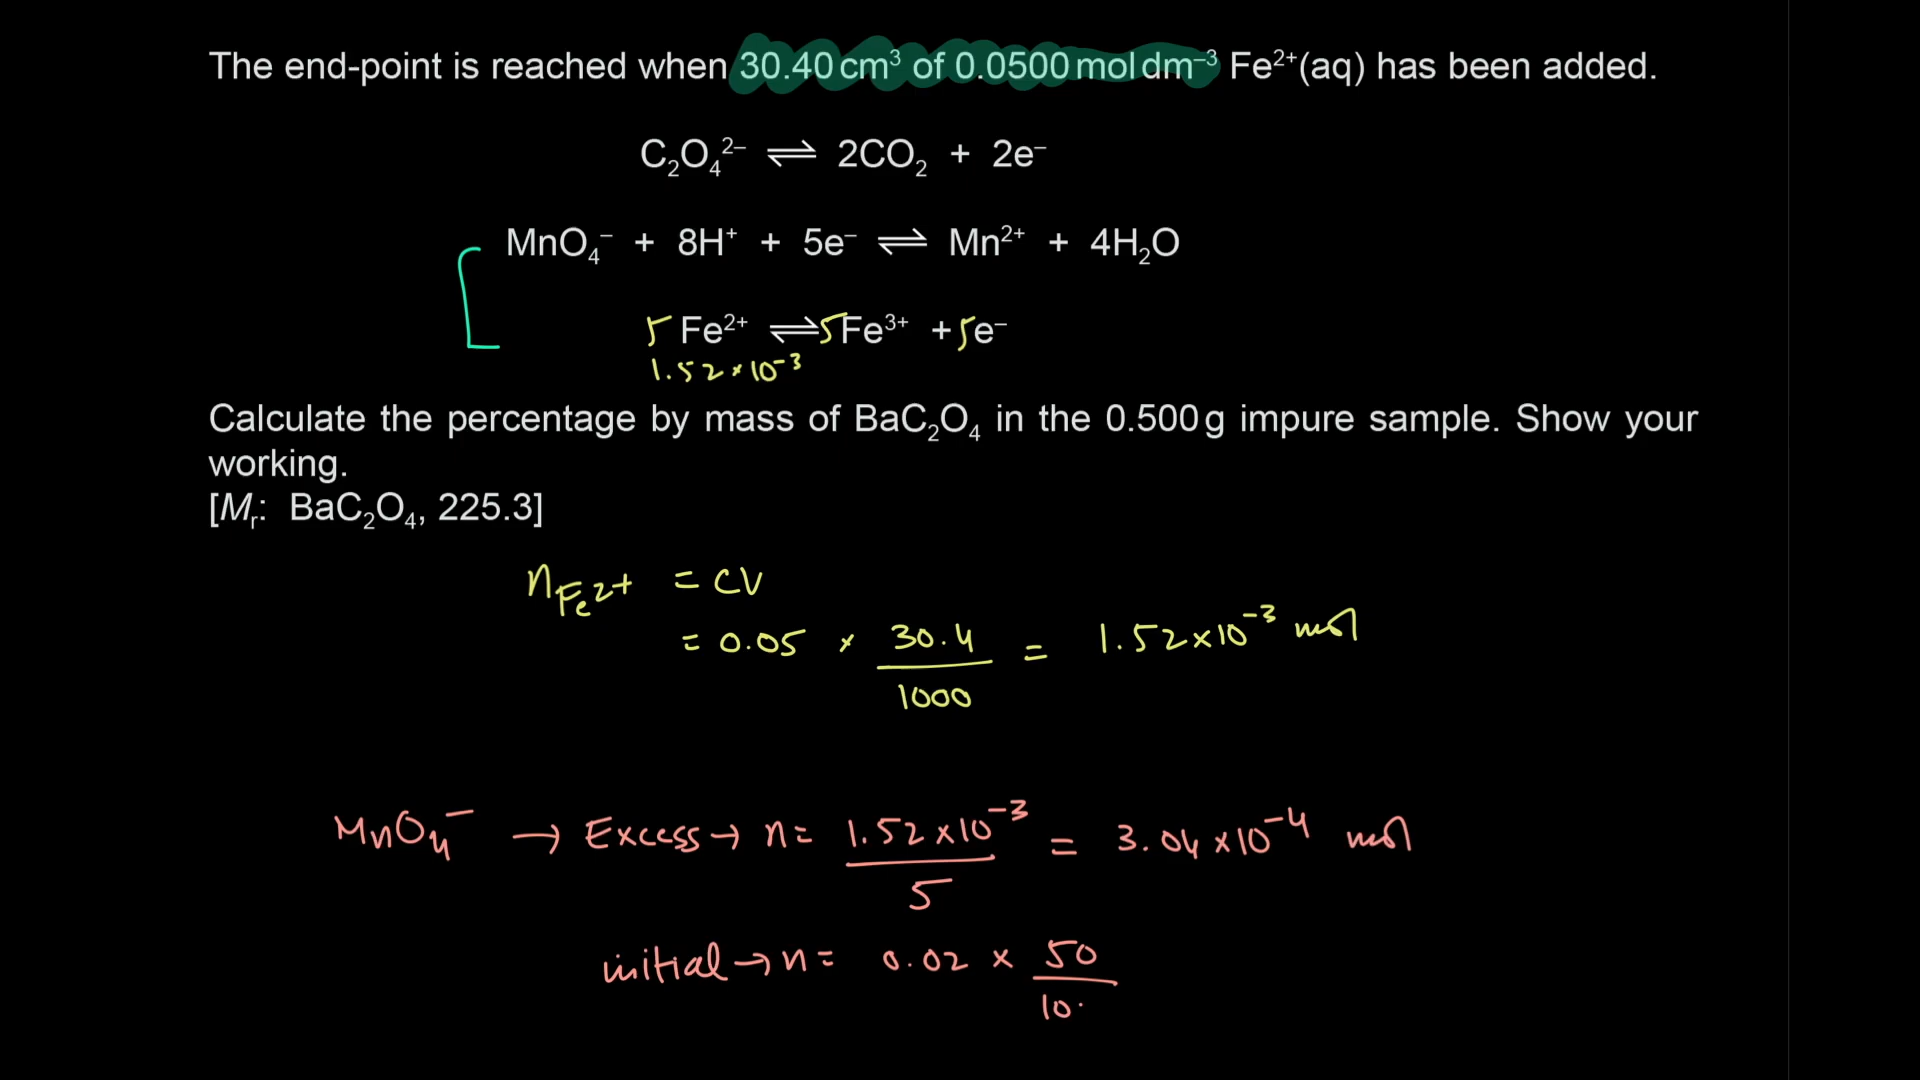 The end-point is reached when 30.40 cm³ of 0.0500 mol dm⁻³ Fe²⁺(aq) has been added.
C₂O₄²⁻ ⇌ 2CO₂ + 2e⁻
MnO₄⁻ + 8H⁺ + 5e⁻ ⇌ Mn²⁺ + 4H₂O
5 Fe²⁺ ⇌ 5 Fe³⁺ + 5e⁻
1.52 × 10⁻³
Calculate the percentage by mass of BaC₂O₄ in the 0.500 g impure sample. Show your
working.
[Mᵣ: BaC₂O₄, 225.3]
n Fe²⁺ = CV
= 0.05 × 30.4/1000 = 1.52×10⁻³ mol
MnO₄⁻ → Excess → n = 1.52×10⁻³/5 = 3.04×10⁻⁴ mol
initial → n = 0.02 × 50/10